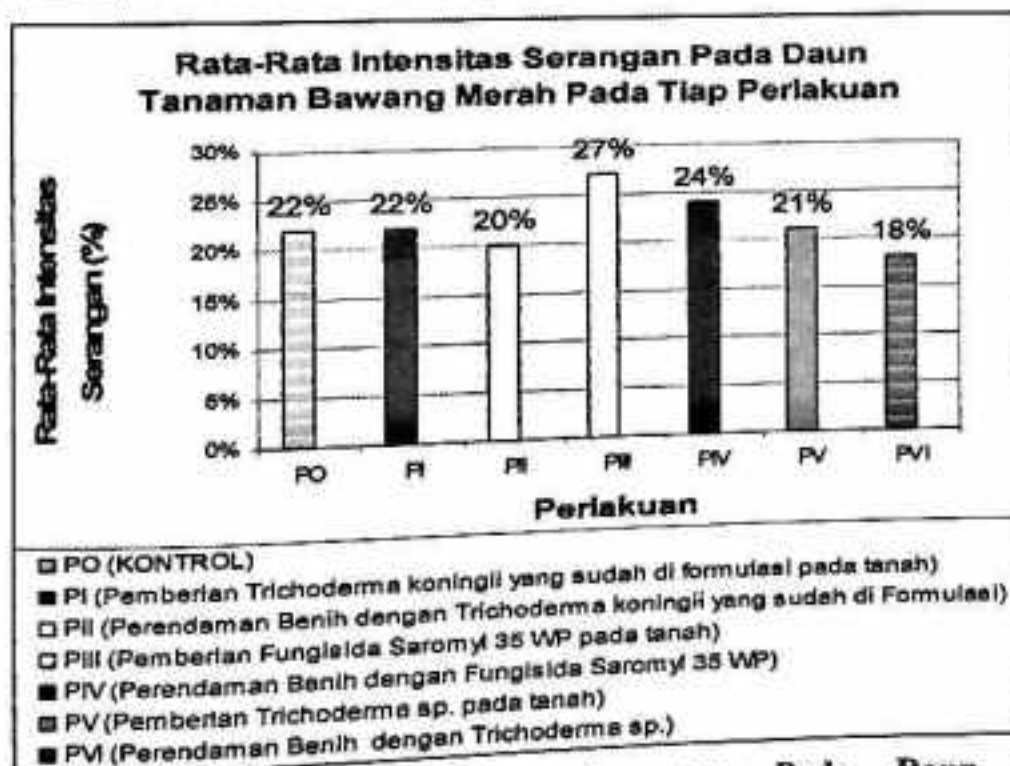 Rata-Rata Intensitas Serangan Pada Daun
Tanaman Bawang Merah Pada Tiap Perlakuan
Rata-Rata Intensitas
Serangan (%)
30%
25%
20%
15%
10%
5%
0%
22%
22%
20%
27%
24%
21%
18%
PO
PI
PII
PIII
PIV
PV
PVI
Perlakuan
PO (KONTROL)
PI (Pemberian Trichoderma koningii yang sudah di formulasi pada tanah)
PII (Perendaman Benih dengan Trichoderma koningii yang sudah di Formulasi)
PIII (Pemberian Fungisida Saromyl 35 WP pada tanah)
PIV (Perendaman Benih dengan Fungisida Saromyl 35 WP)
PV (Pemberian Trichoderma sp. pada tanah)
PVI (Perendaman Benih dengan Trichoderma sp.)